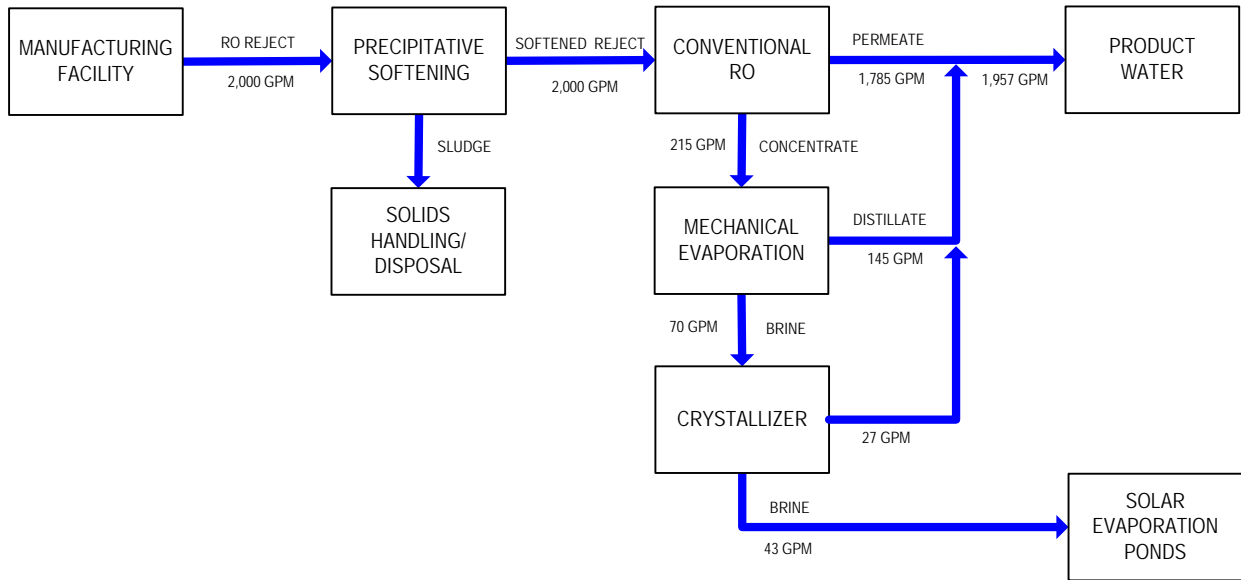 MANUFACTURING
FACILITY
RO REJECT
2,000 GPM
PRECIPITATIVE
SOFTENING
SOFTENED REJECT
2,000 GPM
CONVENTIONAL
RO
PERMEATE
1,785 GPM
1,957 GPM
PRODUCT
WATER
SLUDGE
215 GPM
CONCENTRATE
SOLIDS
HANDLING/
DISPOSAL
MECHANICAL
EVAPORATION
DISTILLATE
145 GPM
70 GPM
BRINE
CRYSTALLIZER
27 GPM
BRINE
43 GPM
SOLAR
EVAPORATION
PONDS